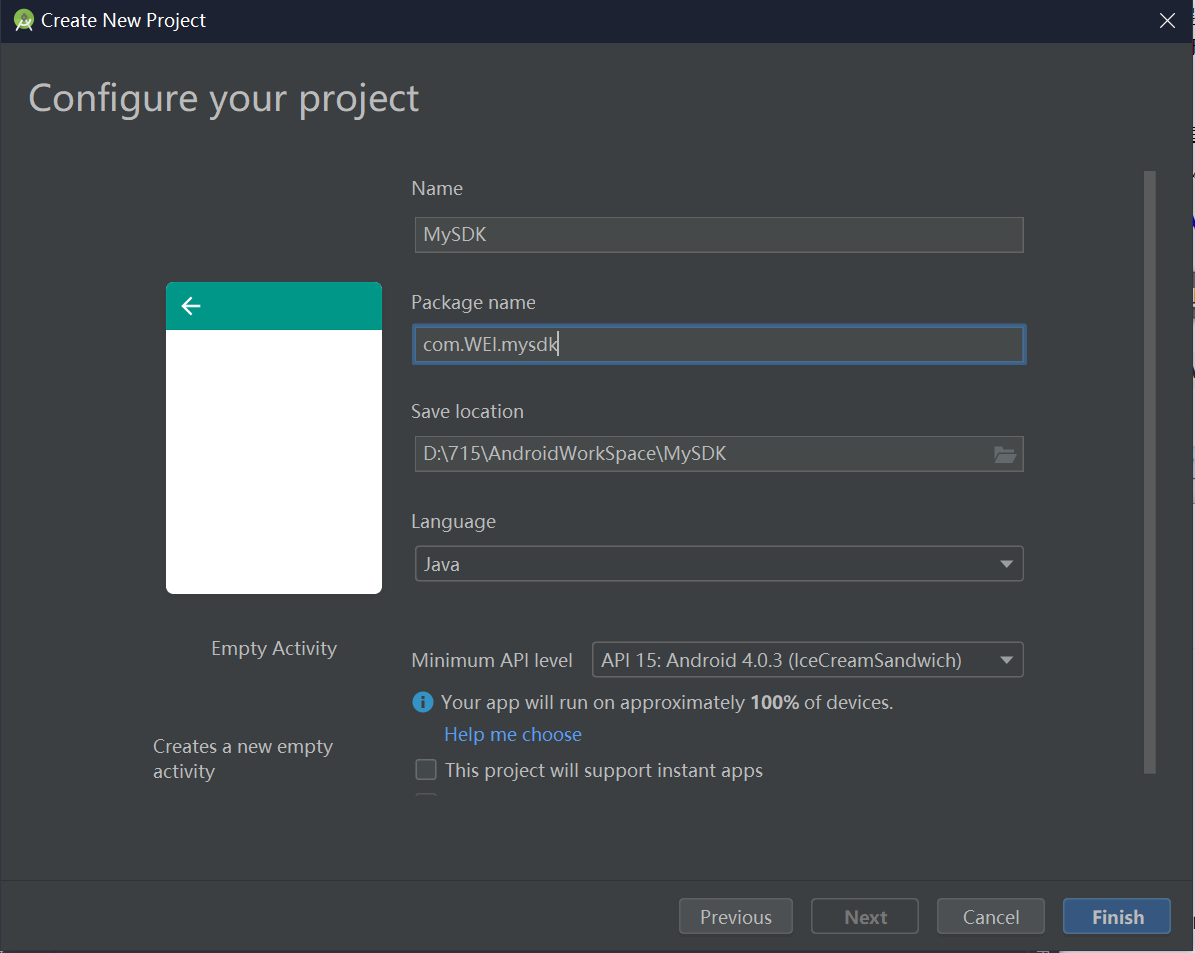 Create New Project
Configure your project
Name
MySDK
Package name
com.WEI.mysdk
Save location
D:\715\AndroidWorkSpace\MySDK
Language
Java
Empty Activity
Minimum API level
API 15: Android 4.0.3 (IceCreamSandwich)
Your app will run on approximately 100% of devices.
Help me choose
Creates a new empty
activity
This project will support instant apps
Previous
Next
Cancel
Finish